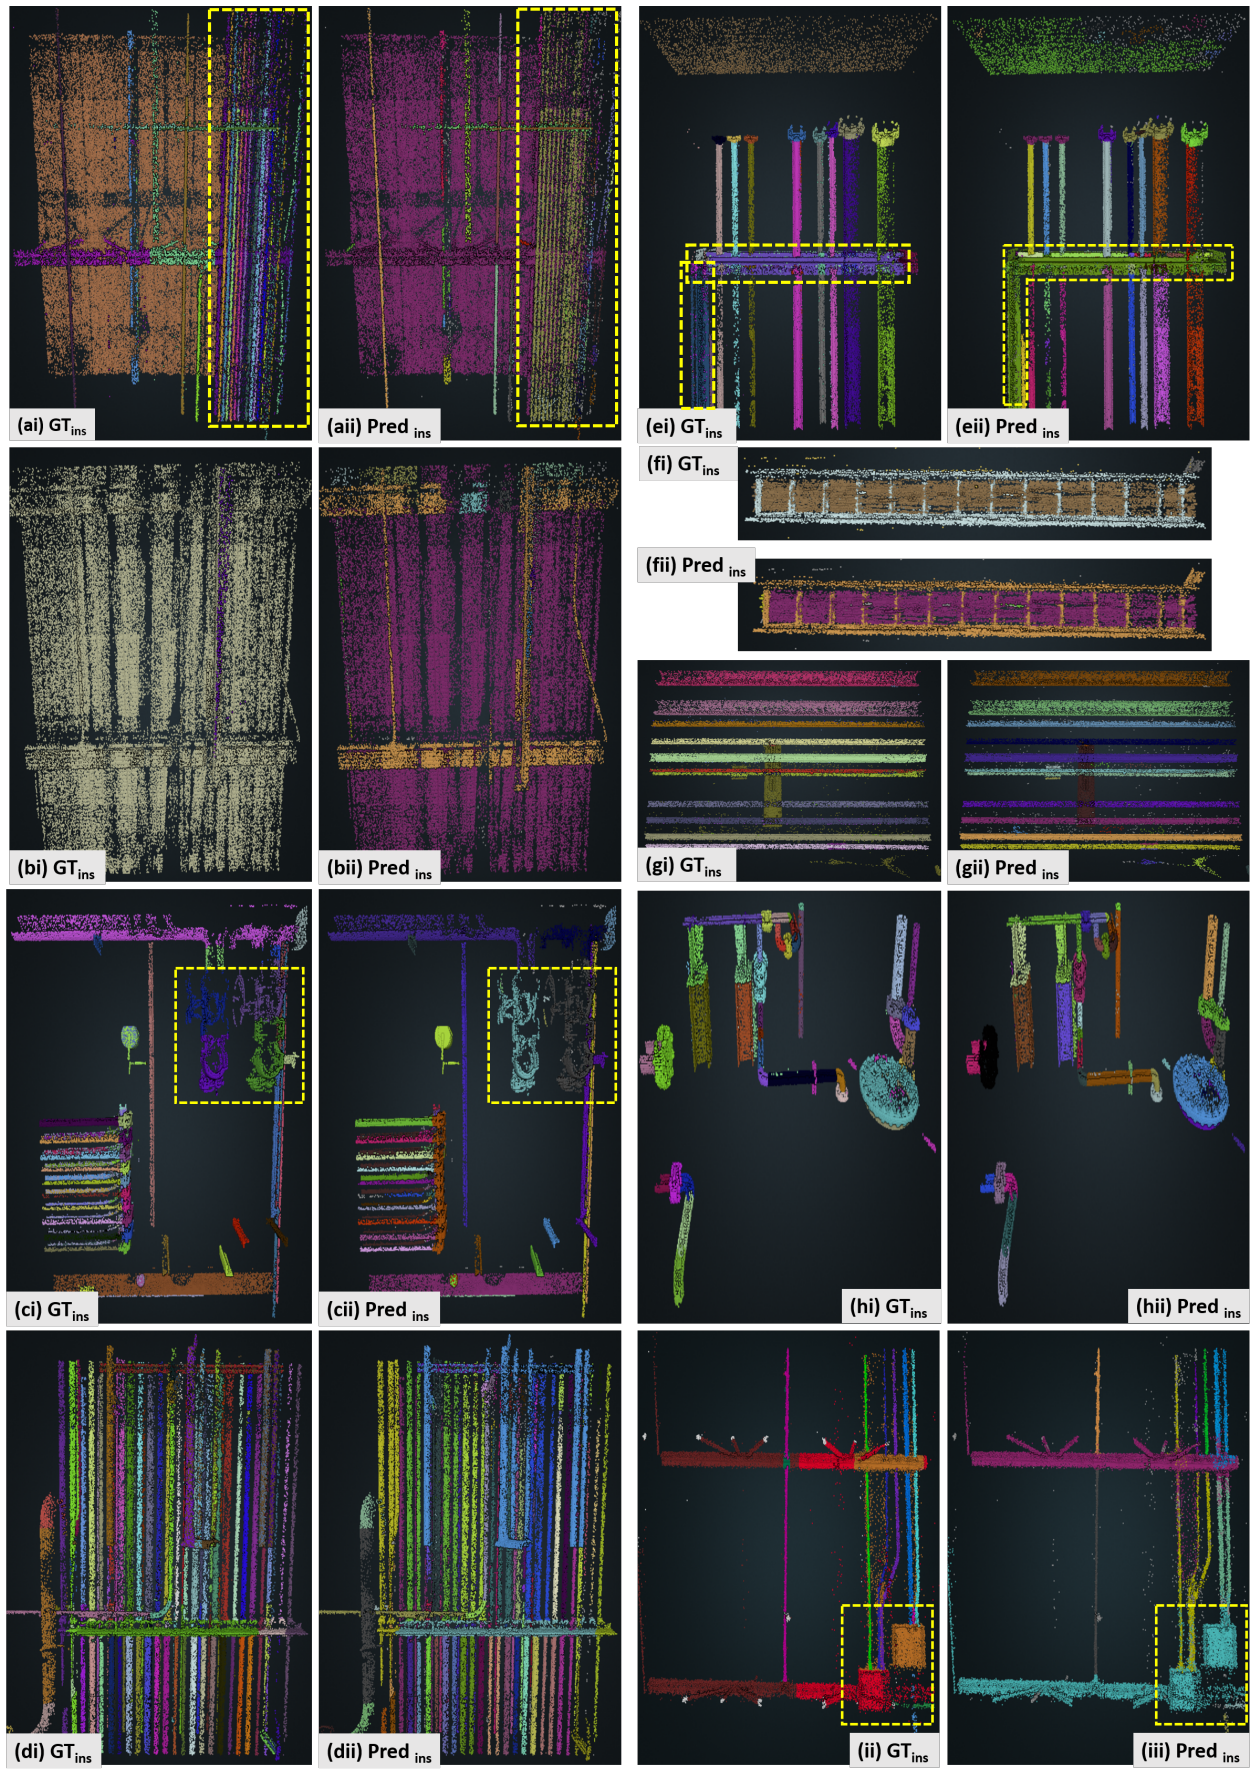 (ai) GTins
(aii) Pred ins
(bi) GTins
(bii) Pred ins
(ci) GTins
(cii) Pred ins
(di) GTins
(dii) Pred ins
(ei) GTins
(eii) Pred ins
(fi) GTins
(fii) Pred ins
(gi) GTins
(gii) Pred ins
(hi) GTins
(hii) Pred ins
(ii) GTins
(iii) Pred ins